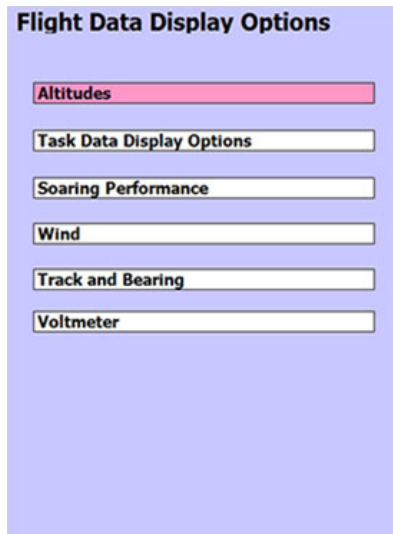 Flight Data Display Options
Altitudes
Task Data Display Options
Soaring Performance
Wind
Track and Bearing
Voltmeter